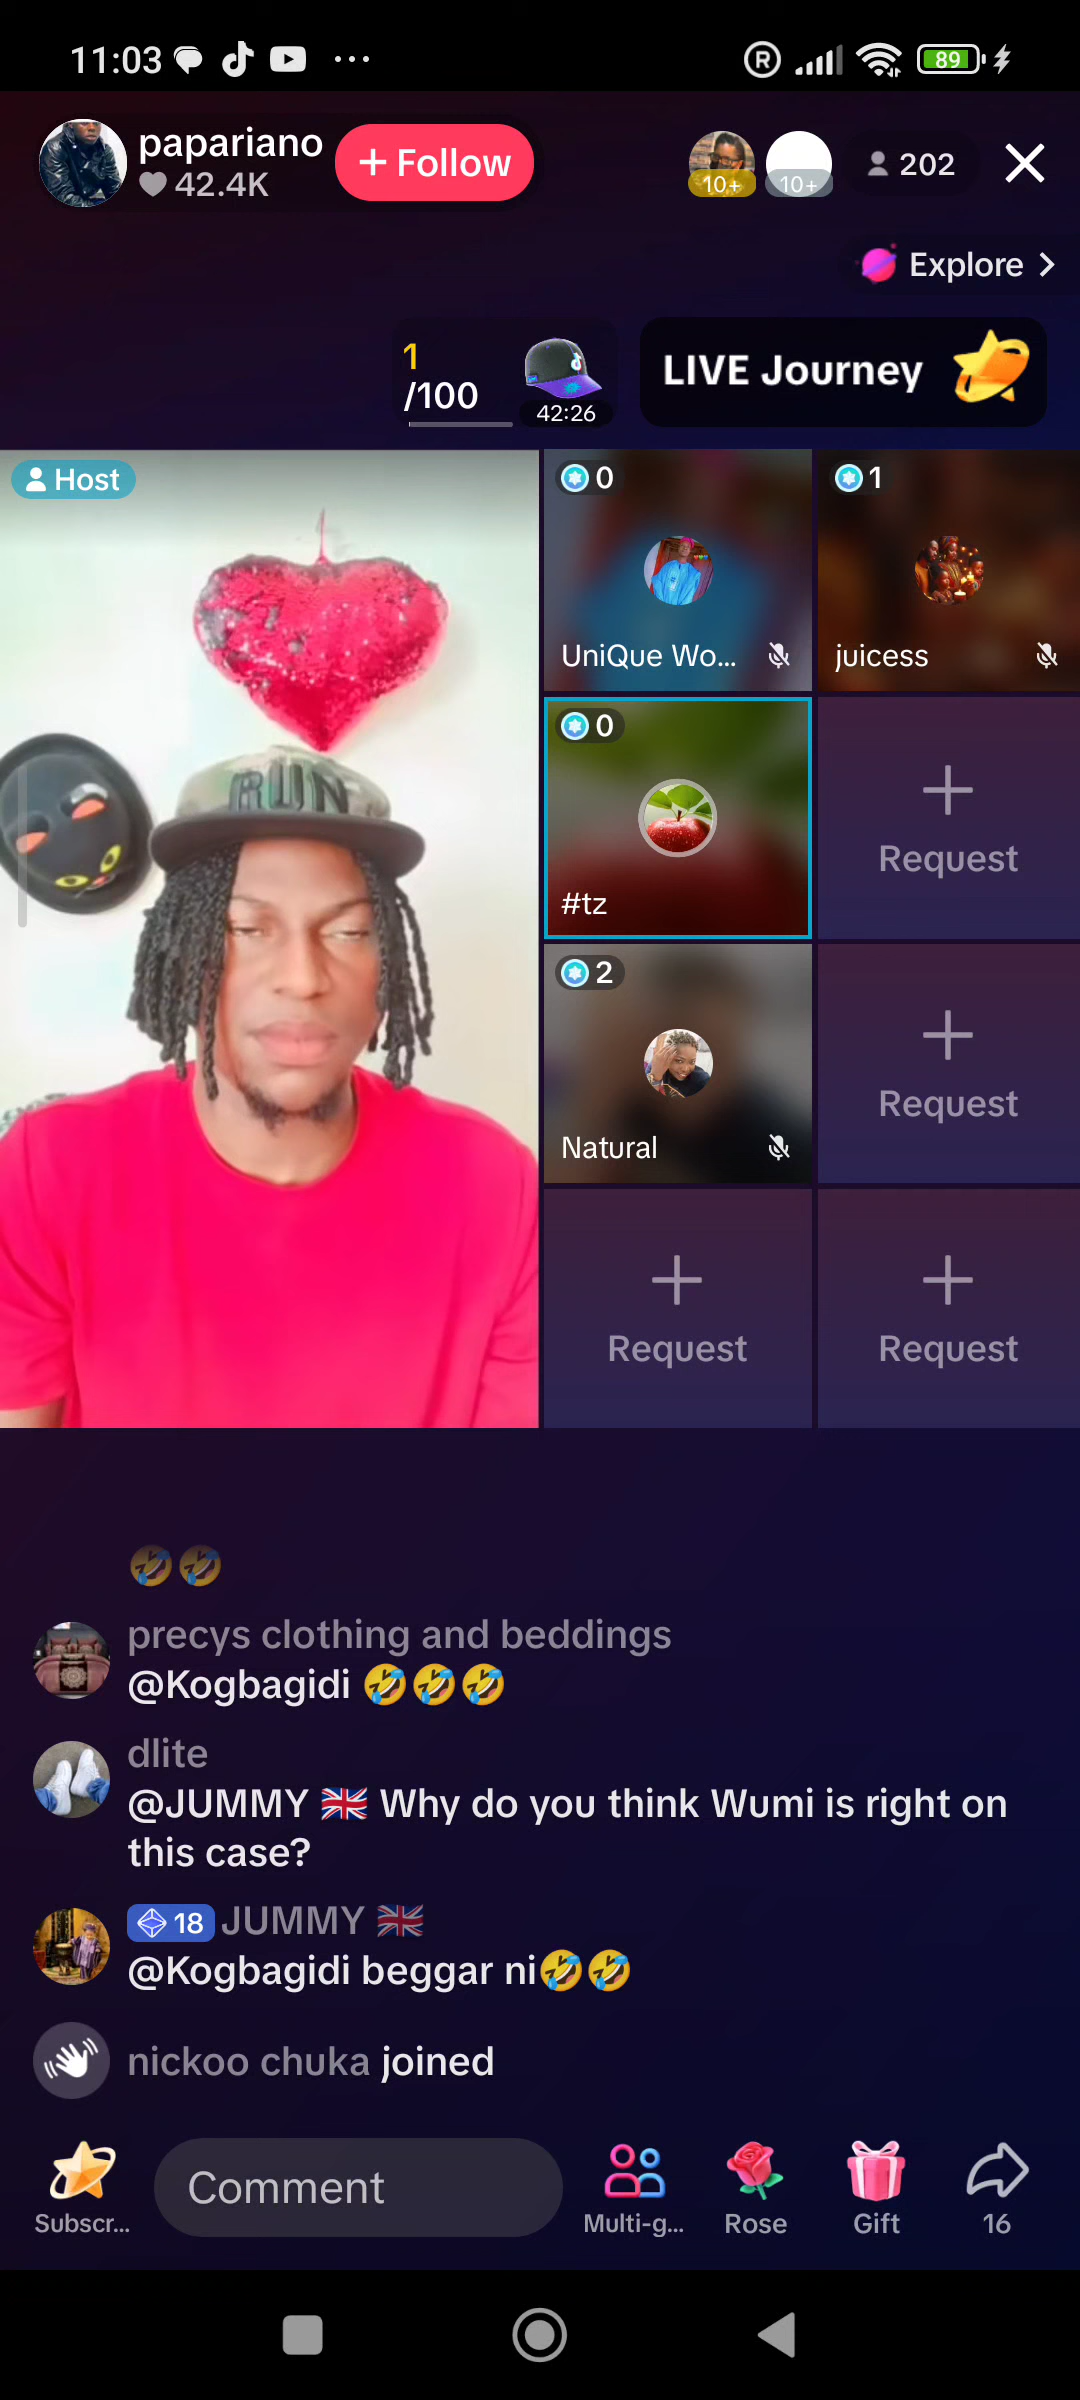 11:03
R
89
papariano
42.4K
+ Follow
10+
10+
202
Explore
1
/100
42:26
LIVE Journey
Host
RUN
0
UniQue Wo...
1
juicess
0
#tz
Request
2
Natural
Request
Request
Request
🤣🤣
precys clothing and beddings
@Kogbagidi 🤣🤣🤣
dlite
@JUMMY 🇬🇧 Why do you think Wumi is right on
this case?
18 JUMMY 🇬🇧
@Kogbagidi beggar ni🤣🤣
nickoo chuka joined
Subscr...
Comment
Multi-g...
Rose
Gift
16